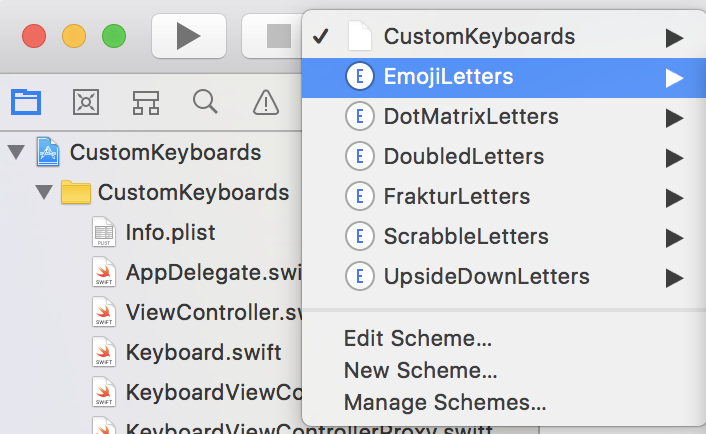 CustomKeyboards
EmojiLetters
DotMatrixLetters
DoubledLetters
FrakturLetters
ScrabbleLetters
UpsideDownLetters
Edit Scheme...
New Scheme...
Manage Schemes...
CustomKeyboards
CustomKeyboards
Info.plist
AppDelegate.swi
ViewController.sw
Keyboard.swift
KeyboardViewCo
KeyboardViewControllerProxy.swift